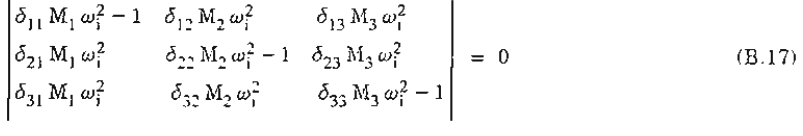 δ₁₁ M₁ ωᵢ² − 1 δ₁₂ M₂ ωᵢ² δ₁₃ M₃ ωᵢ²
δ₂₁ M₁ ωᵢ² δ₂₂ M₂ ωᵢ² − 1 δ₂₃ M₃ ωᵢ² = 0 (B.17)
δ₃₁ M₁ ωᵢ² δ₃₂ M₂ ωᵢ² δ₃₃ M₃ ωᵢ² − 1